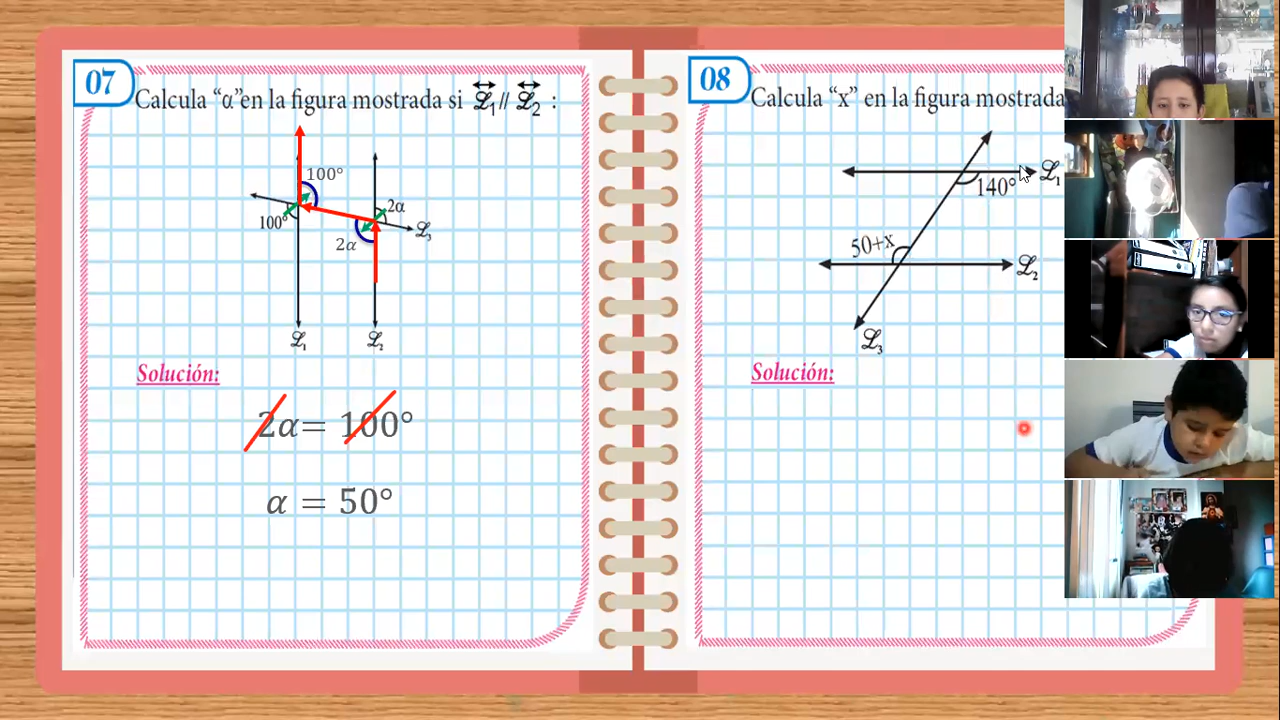 07
Calcula “α”en la figura mostrada si ℒ₁ // ℒ₂ :
100°
100°
2α
ℒ₃
2α
ℒ₁
ℒ₂
Solución:
2α= 100°
α = 50°
08
Calcula “x” en la figura mostrada
ℒ₁
140°
50+x
ℒ₂
ℒ₃
Solución: